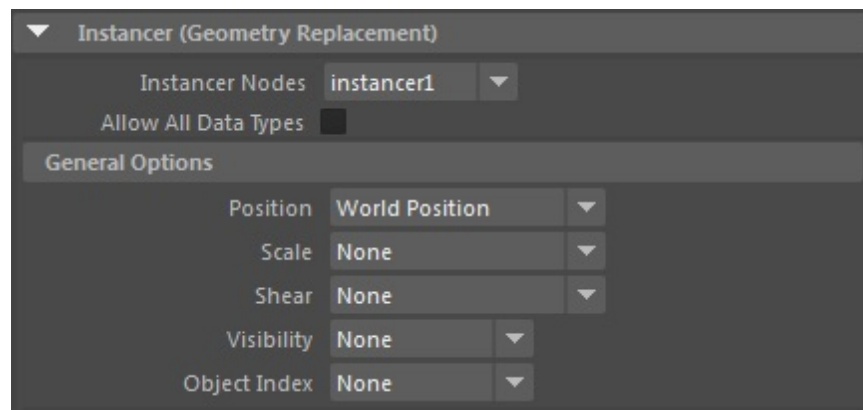 Instancer (Geometry Replacement)
Instancer Nodes instancer1
Allow All Data Types
General Options
Position World Position
Scale None
Shear None
Visibility None
Object Index None